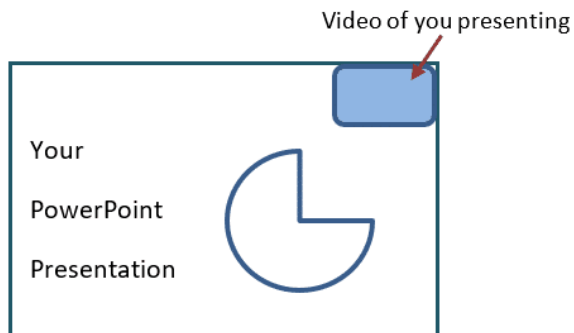 Video of you presenting
Your
PowerPoint
Presentation